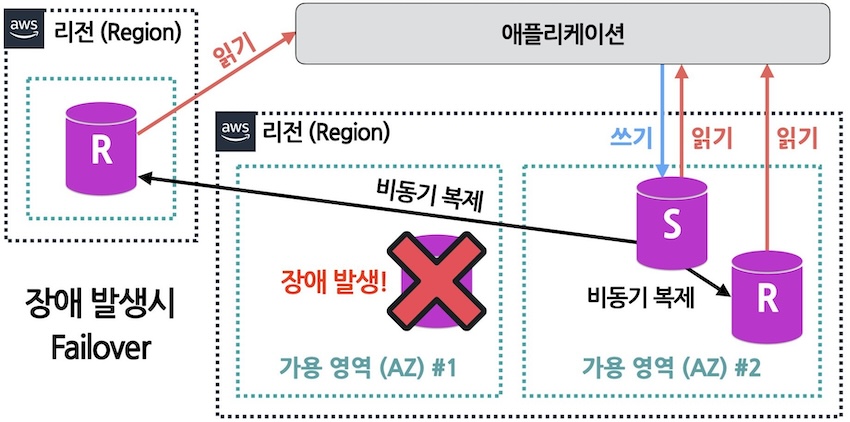 aws 리전 (Region)
애플리케이션
읽기
R
aws 리전 (Region)
쓰기
읽기
읽기
비동기 복제
S
장애 발생!
비동기 복제
R
장애 발생시
Failover
가용 영역 (AZ) #1
가용 영역 (AZ) #2